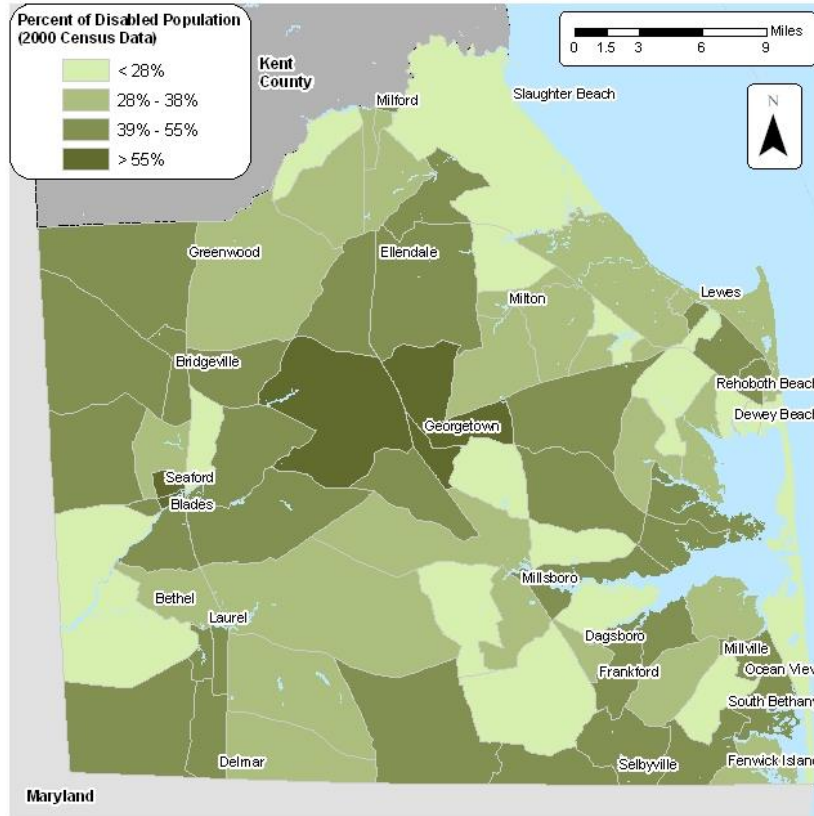 Percent of Disabled Population
(2000 Census Data)
< 28%
28% - 38%
39% - 55%
> 55%
Miles
0 1.5 3 6 9
N
Kent
County
Milford
Slaughter Beach
Greenwood
Ellendale
Milton
Lewes
Bridgeville
Rehoboth Beach
Dewey Beach
Georgetown
Seaford
Blades
Millsboro
Bethel
Laurel
Dagsboro
Millville
Frankford
Ocean View
South Bethany
Delmar
Selbyville
Fenwick Island
Maryland